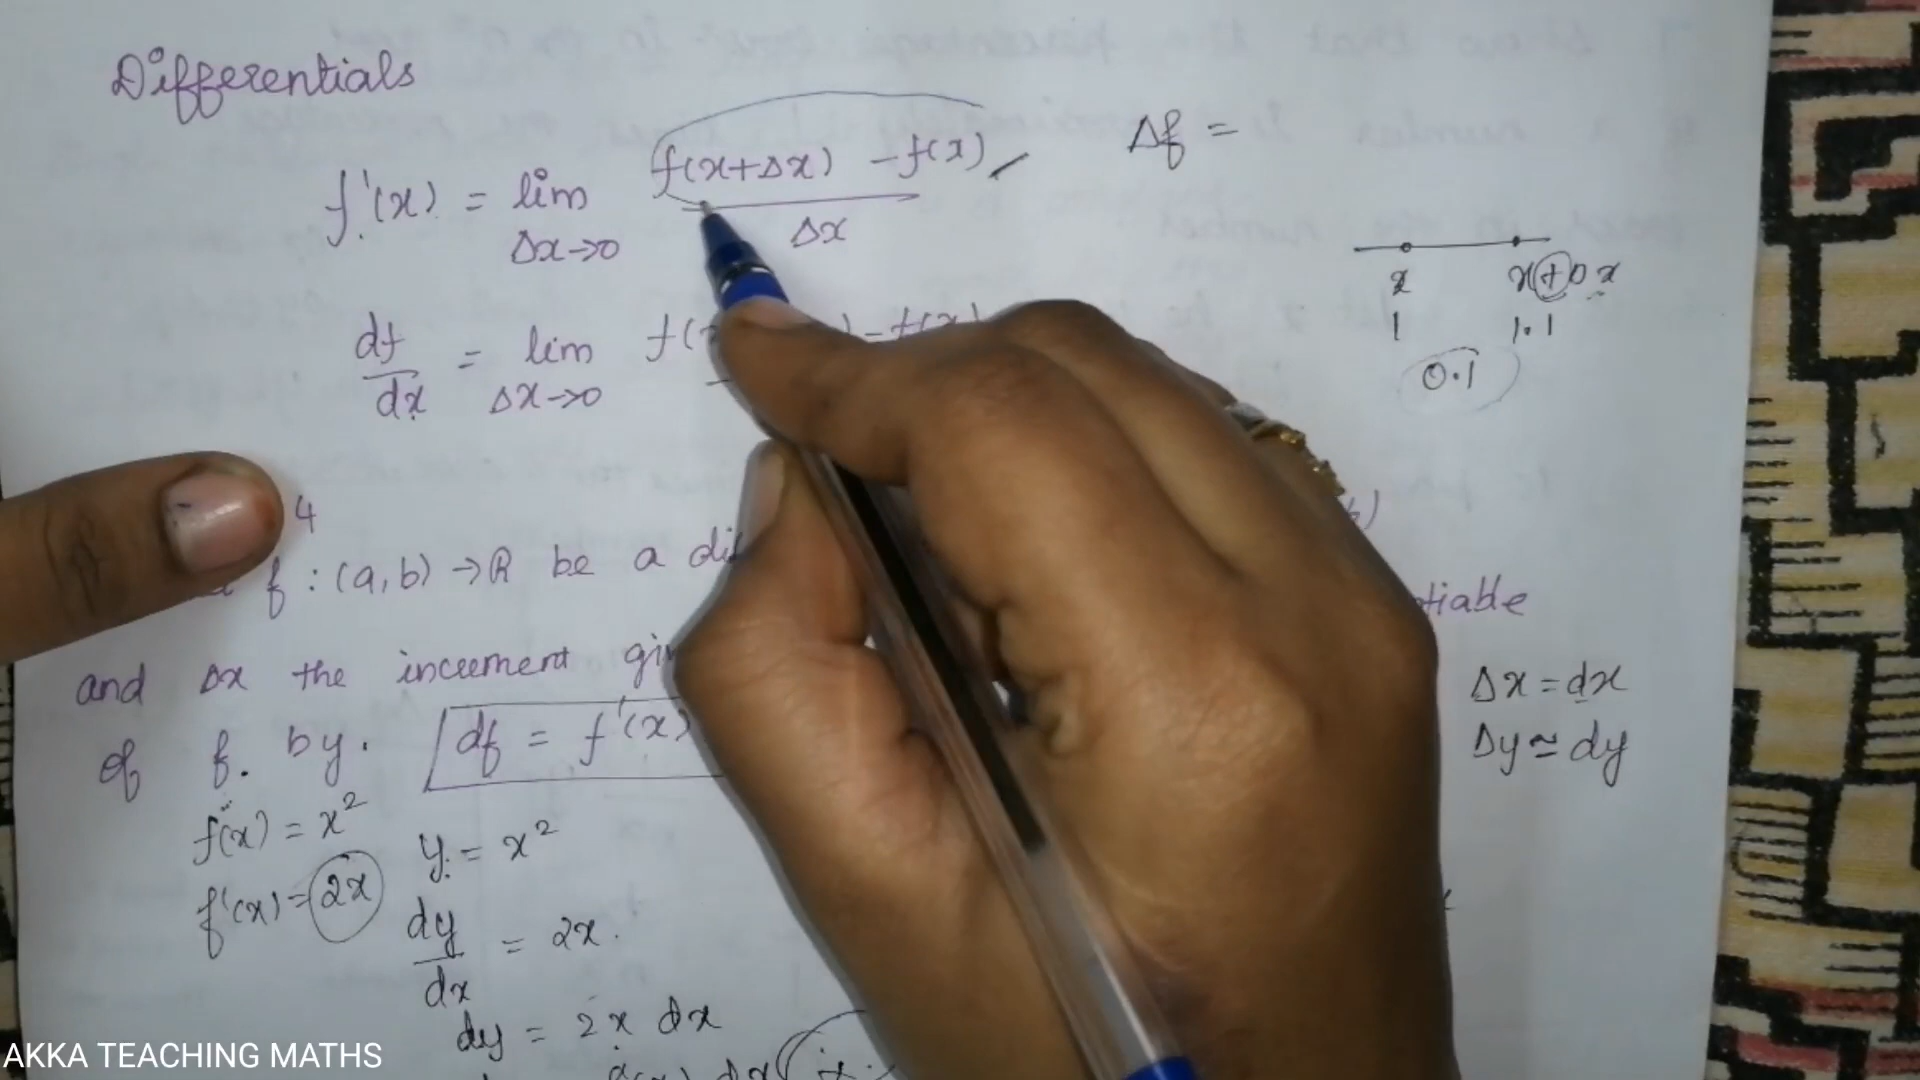 Differentials
f'(x) = lim Δx→0 f(x+Δx) - f(x) / Δx
Δf =
x x+Δx
1 1.1
0.1
df/dx = lim Δx→0 f( ) - f(x)
4
f : (a,b) → R be a
tiable
and Δx the increment
Δx = dx
of f. by. df = f'(x)
Δy ≃ dy
f(x) = x²
y = x²
f'(x) = 2x
dy/dx = 2x.
dy = 2x dx
AKKA TEACHING MATHS